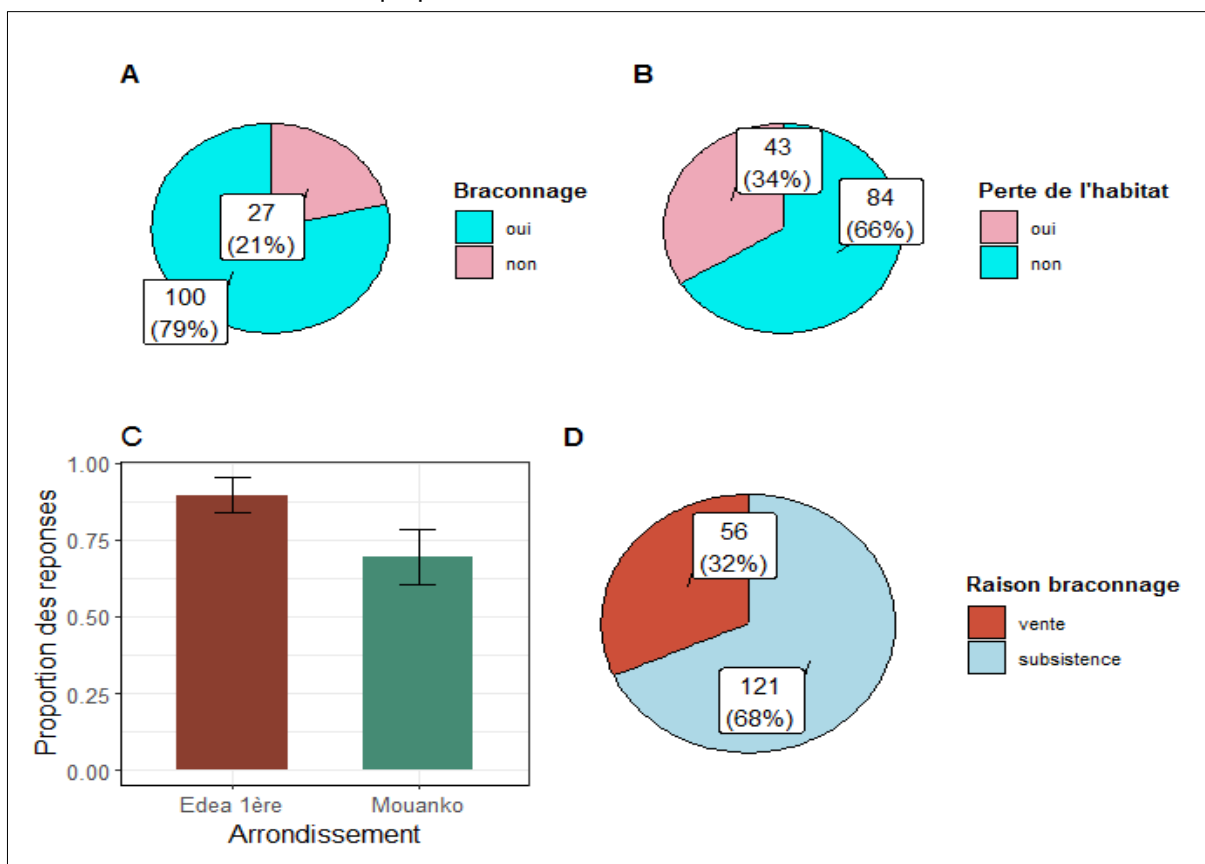 A
27
(21%)
100
(79%)
Braconnage
oui
non
B
43
(34%)
84
(66%)
Perte de l'habitat
oui
non
C
Proportion des reponses
1.00
0.75
0.50
0.25
0.00
Edea 1ère
Mouanko
Arrondissement
D
56
(32%)
121
(68%)
Raison braconnage
vente
subsistence